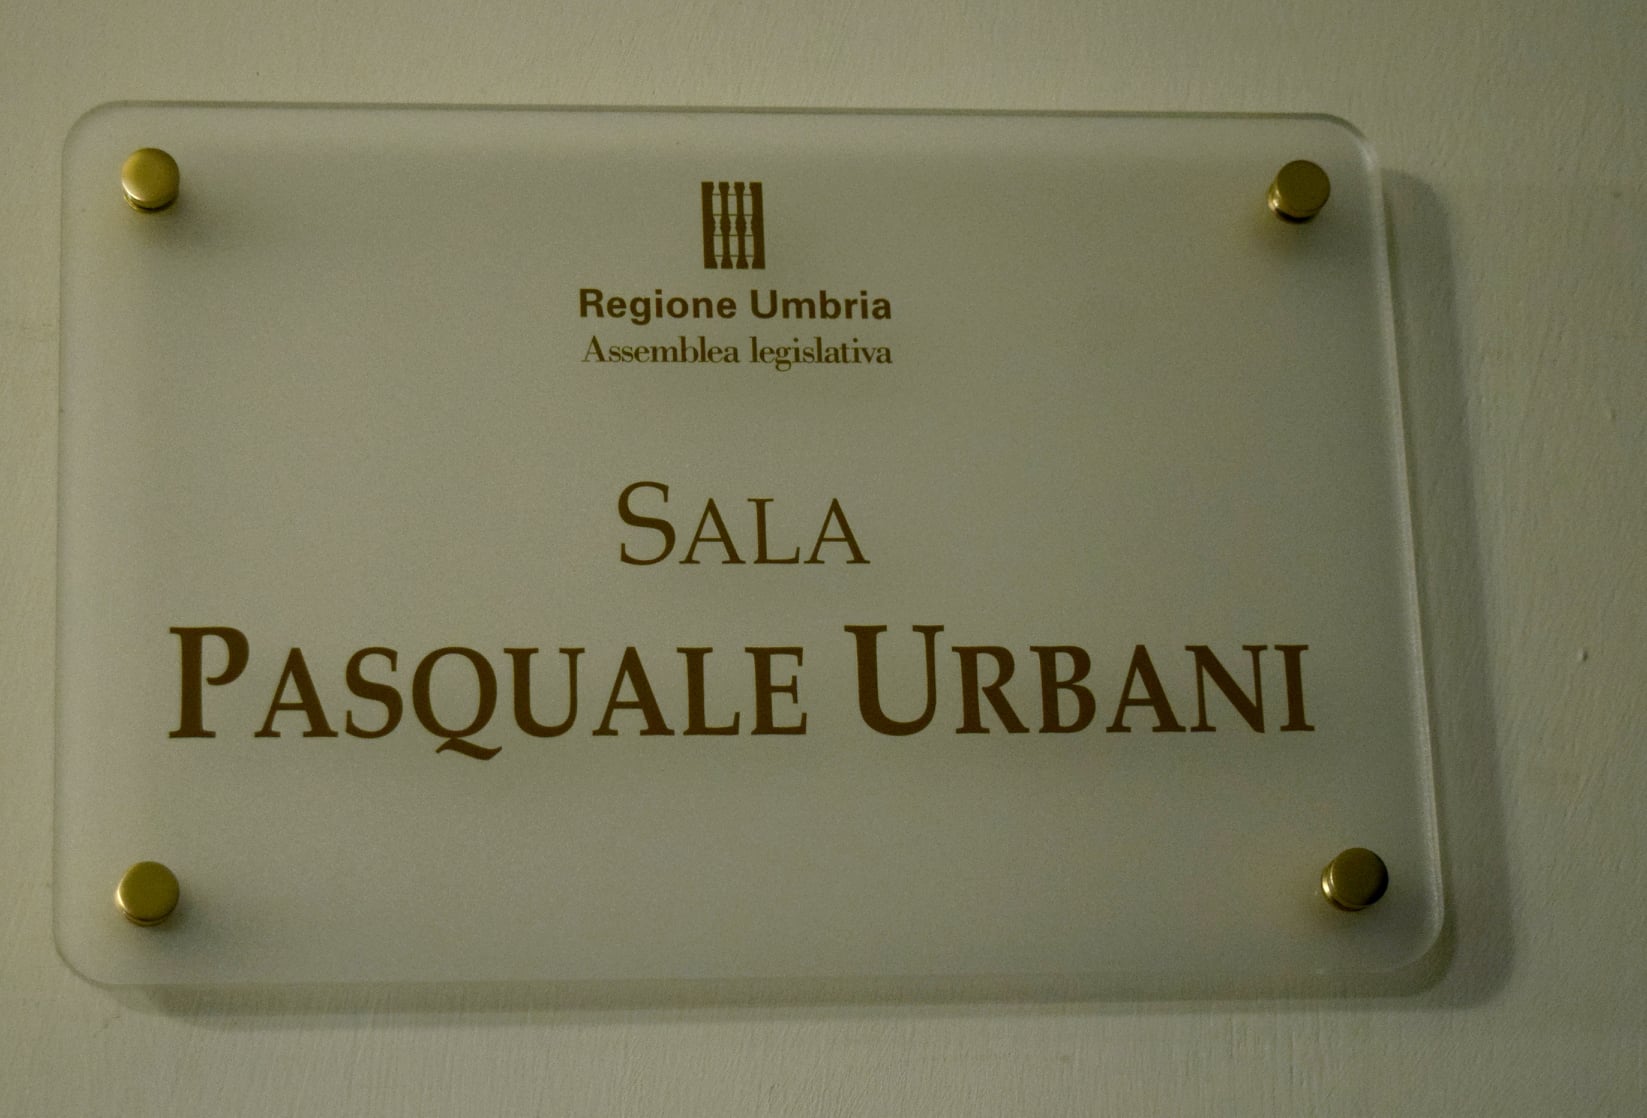 Regione Umbria
Assemblea legislativa
SALA
PASQUALE URBANI